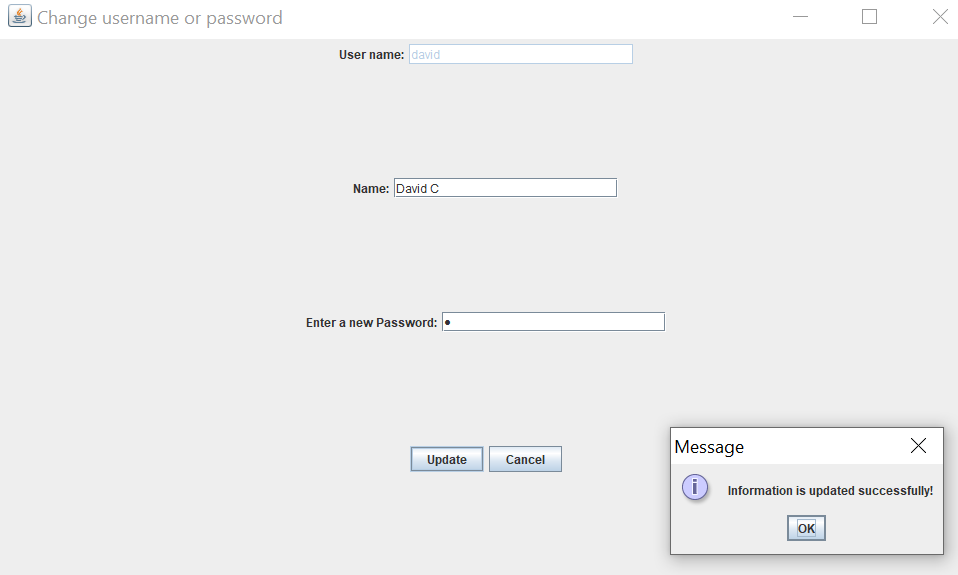 Change username or password
User name: david
Name: David C
Enter a new Password: •
Update Cancel
Message
Information is updated successfully!
OK